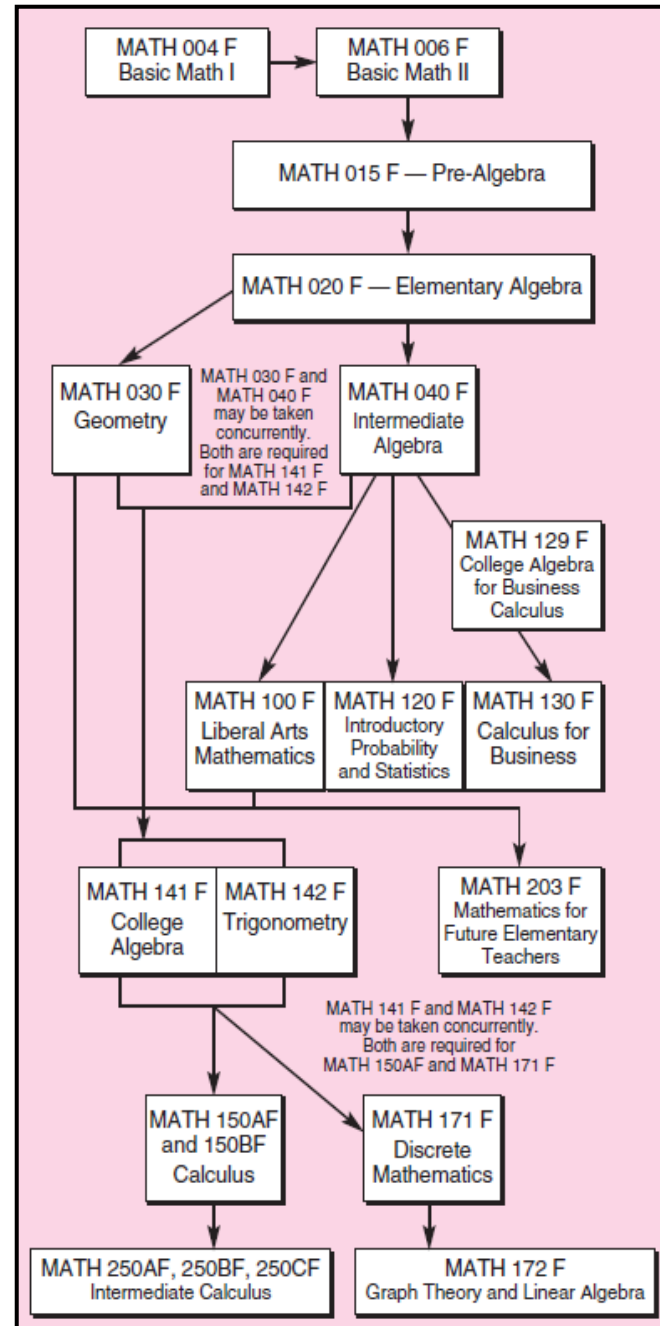 MATH 004 F
Basic Math I
MATH 006 F
Basic Math II
MATH 015 F — Pre-Algebra
MATH 020 F — Elementary Algebra
MATH 030 F
Geometry
MATH 030 F and
MATH 040 F
may be taken
concurrently.
Both are required
for MATH 141 F
and MATH 142 F
MATH 040 F
Intermediate
Algebra
MATH 129 F
College Algebra
for Business
Calculus
MATH 100 F
Liberal Arts
Mathematics
MATH 120 F
Introductory
Probability
and Statistics
MATH 130 F
Calculus for
Business
MATH 141 F
College
Algebra
MATH 142 F
Trigonometry
MATH 203 F
Mathematics for
Future Elementary
Teachers
MATH 141 F and MATH 142 F
may be taken concurrently.
Both are required for
MATH 150AF and MATH 171 F
MATH 150AF
and 150BF
Calculus
MATH 171 F
Discrete
Mathematics
MATH 250AF, 250BF, 250CF
Intermediate Calculus
MATH 172 F
Graph Theory and Linear Algebra